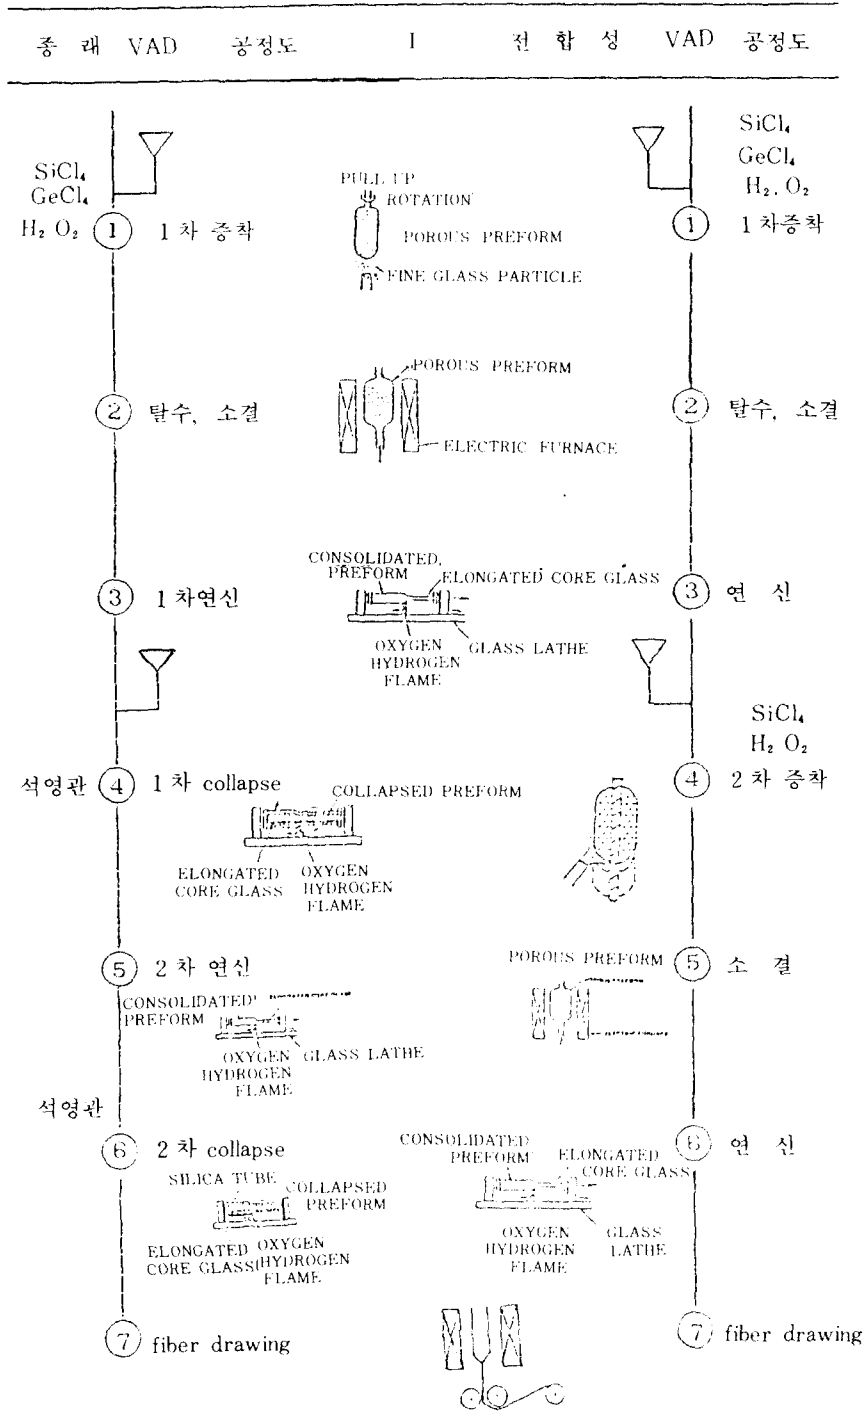 종 래 VAD 공정도 I 전 합 성 VAD 공정도
SiCl₄
GeCl₄
H₂ O₂ ① 1 차 증착
PULL UP
ROTATION
POROUS PREFORM
FINE GLASS PARTICLE
SiCl₄
GeCl₄
H₂. O₂
① 1 차증착
② 탈수, 소결
POROUS PREFORM
ELECTRIC FURNACE
② 탈수, 소결
③ 1 차연신
CONSOLIDATED,
PREFORM
ELONGATED CORE GLASS
OXYGEN
HYDROGEN
FLAME
GLASS LATHE
③ 연 신
SiCl₄
H₂ O₂
석영관 ④ 1 차 collapse
COLLAPSED PREFORM
ELONGATED
CORE GLASS
OXYGEN
HYDROGEN
FLAME
④ 2 차 증착
⑤ 2 차 연신
CONSOLIDATED
PREFORM
OXYGEN
HYDROGEN
FLAME
GLASS LATHE
POROUS PREFORM
⑤ 소 결
석영관
⑥ 2 차 collapse
SILICA TUBE
COLLAPSED
PREFORM
ELONGATED
CORE GLASS
OXYGEN
HYDROGEN
FLAME
CONSOLIDATED
PREFORM
ELONGATED
CORE GLASS
OXYGEN
HYDROGEN
FLAME
GLASS
LATHE
⑥ 연 신
⑦ fiber drawing
⑦ fiber drawing